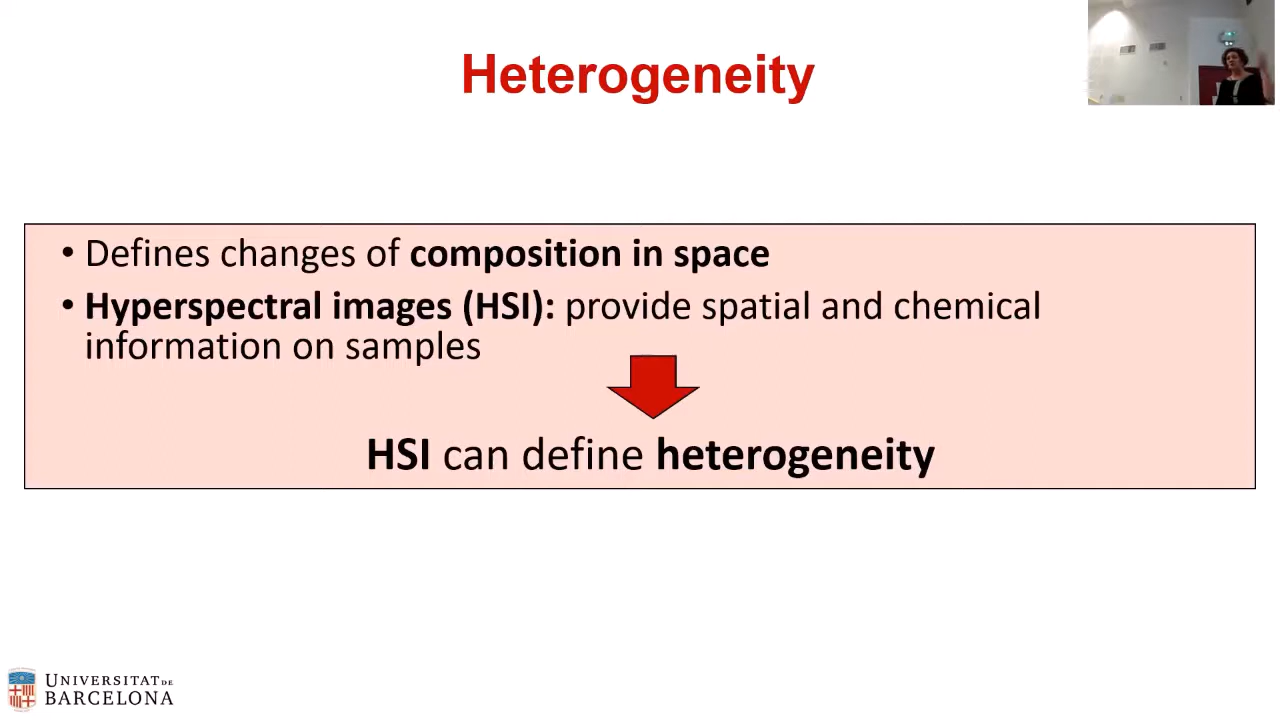 Heterogeneity
• Defines changes of composition in space
• Hyperspectral images (HSI): provide spatial and chemical
information on samples
HSI can define heterogeneity
UNIVERSITAT DE
BARCELONA